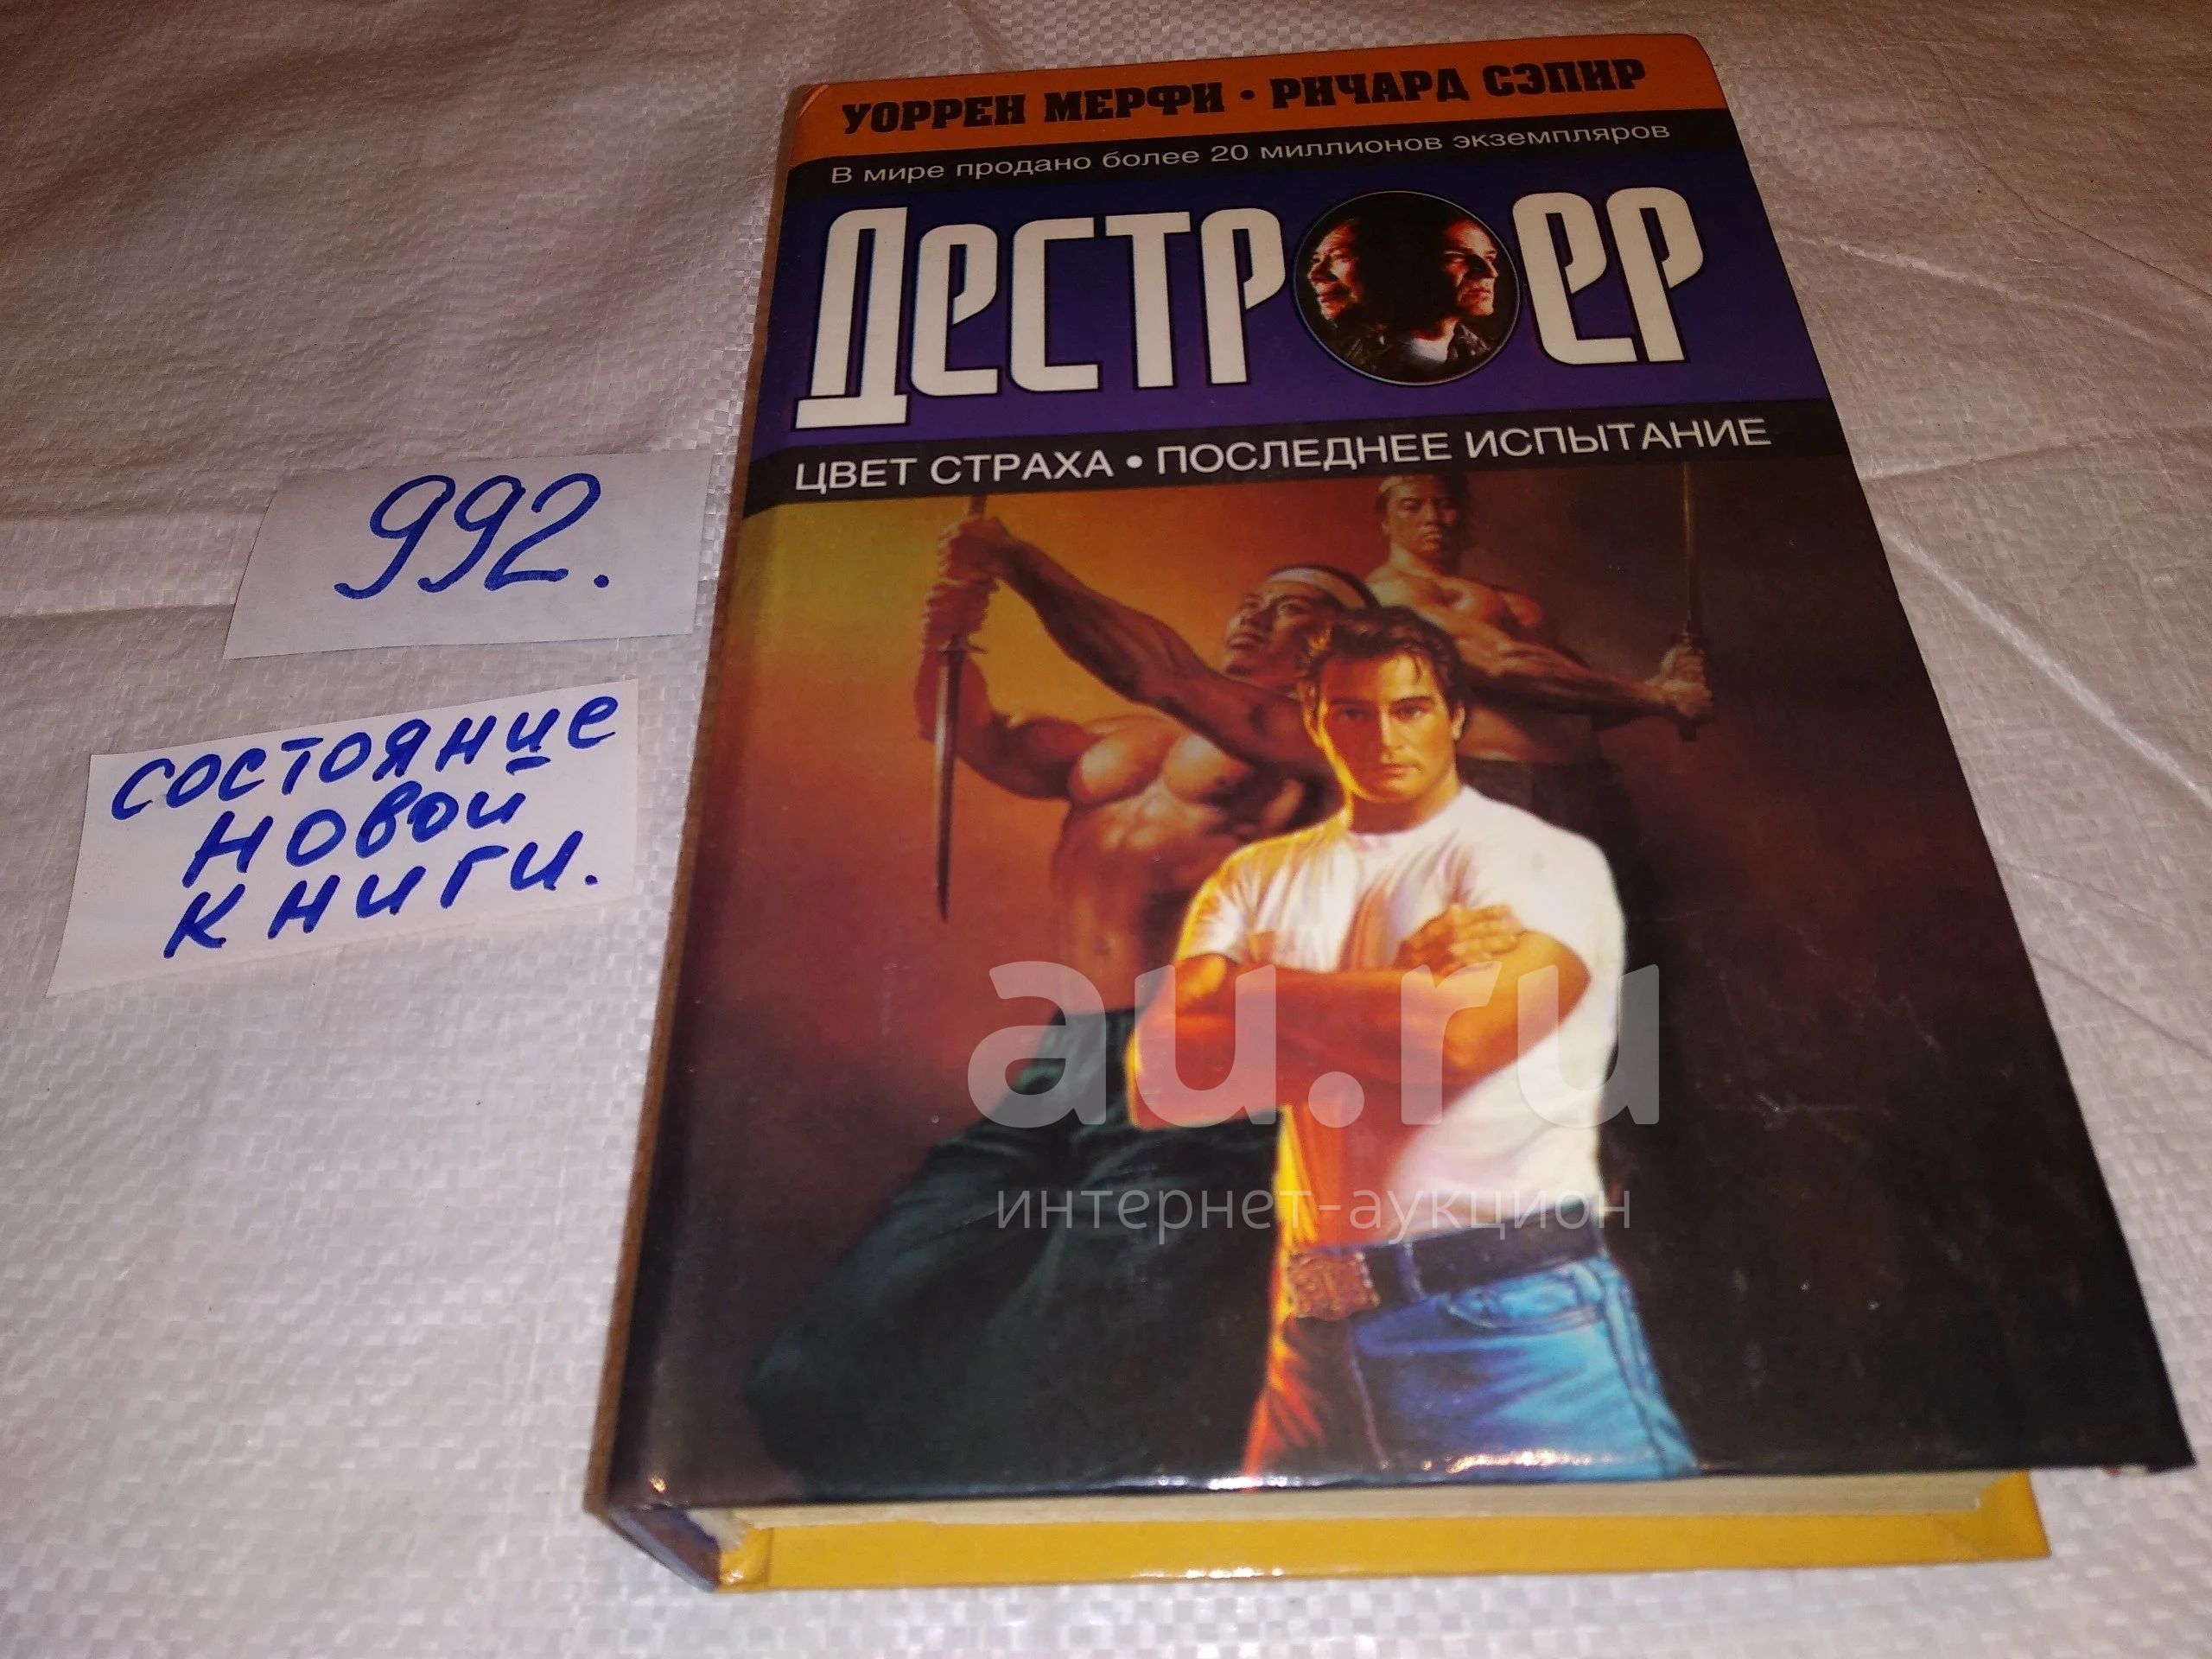 УОРРЕН МЕРФИ • РИЧАРД СЭПИР
В мире продано более 20 миллионов экземпляров
ДЕСТРОЕР
ЦВЕТ СТРАХА • ПОСЛЕДНЕЕ ИСПЫТАНИЕ
992.
состояние
новой
книги.
au.ru
интернет-аукцион